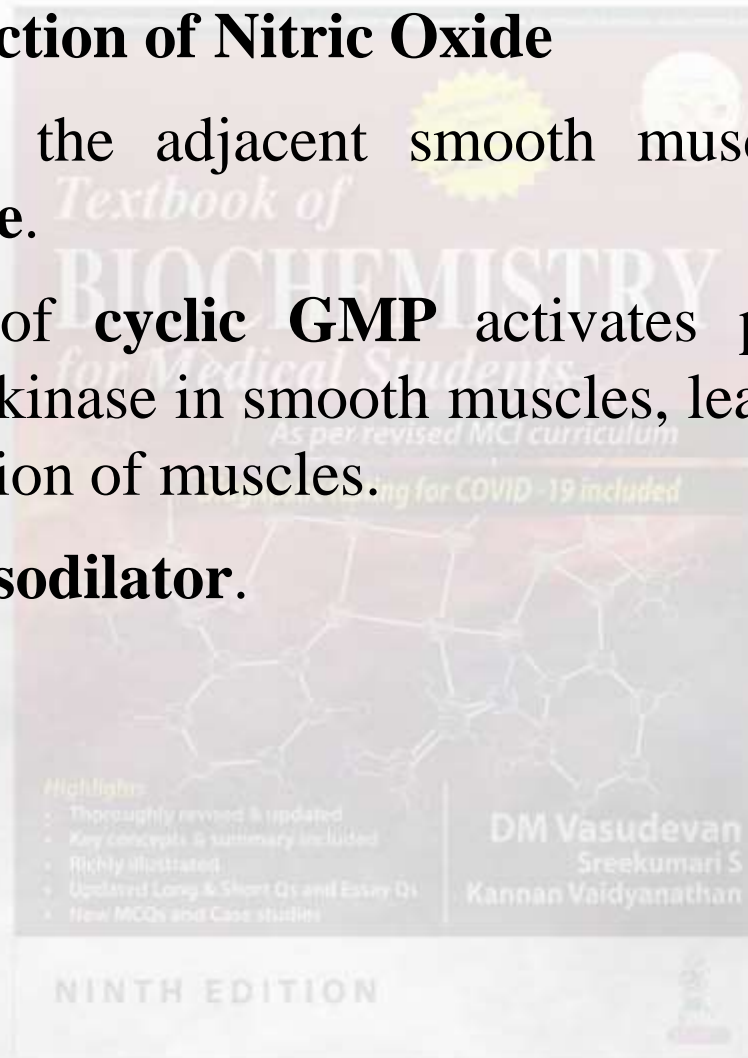 ction of Nitric Oxide
the adjacent smooth musc
e.
Textbook of
BIOCHEMISTRY
of cyclic GMP activates p
for Medical Students
kinase in smooth muscles, lea
As per revised MCI curriculum
ion of muscles.
ing for COVID -19 included
sodilator.
Highlights
• Thoroughly revised & updated
• Key concepts & summary included
• Richly illustrated
• Updated Long & Short Qs and Essay Qs
• New MCQs and Case studies
DM Vasudevan
Sreekumari S
Kannan Vaidyanathan
NINTH EDITION